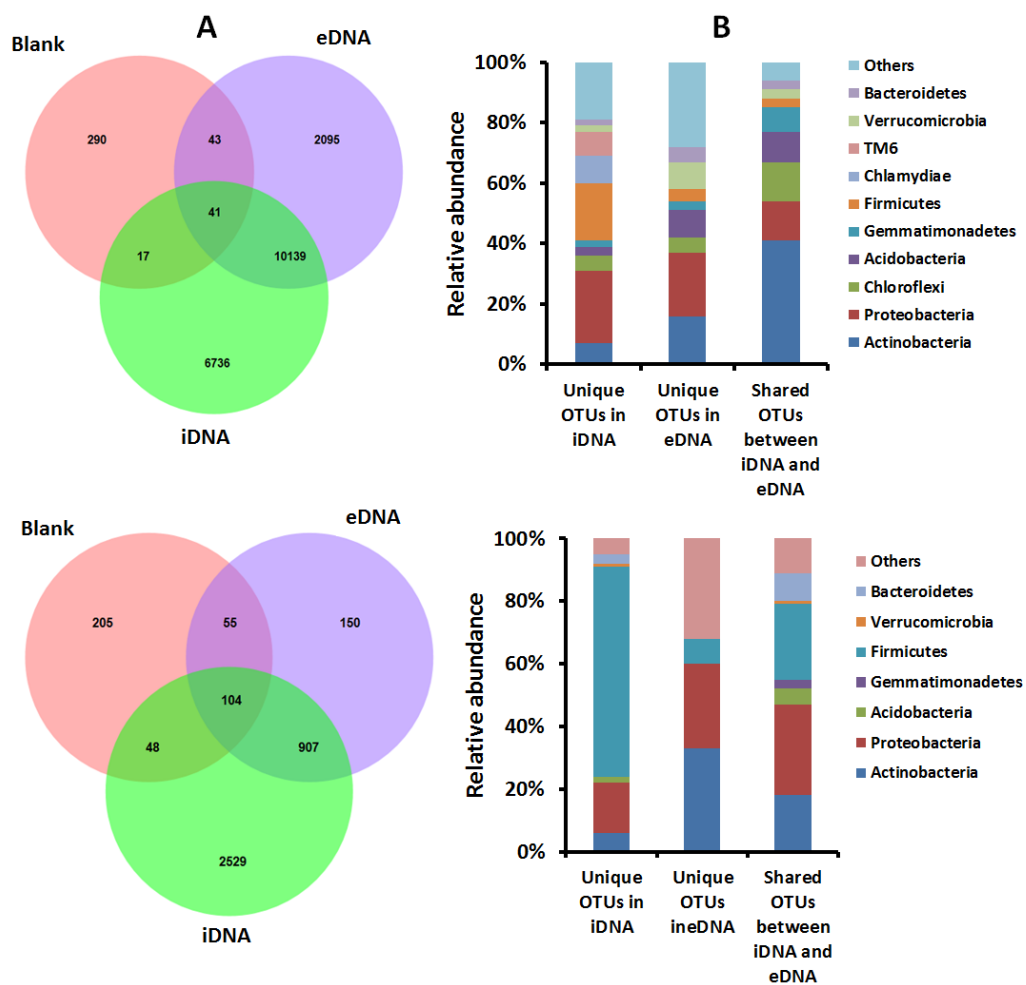 A
B
Blank
eDNA
290
43
2095
41
17
10139
6736
iDNA
Relative abundance
100%
80%
60%
40%
20%
0%
Unique
OTUs in
iDNA
Unique
OTUs in
eDNA
Shared
OTUs
between
iDNA and
eDNA
Others
Bacteroidetes
Verrucomicrobia
TM6
Chlamydiae
Firmicutes
Gemmatimonadetes
Acidobacteria
Chloroflexi
Proteobacteria
Actinobacteria
Blank
eDNA
205
55
150
104
48
907
2529
iDNA
Relative abundance
100%
80%
60%
40%
20%
0%
Unique
OTUs in
iDNA
Unique
OTUs
ineDNA
Shared
OTUs
between
iDNA and
eDNA
Others
Bacteroidetes
Verrucomicrobia
Firmicutes
Gemmatimonadetes
Acidobacteria
Proteobacteria
Actinobacteria